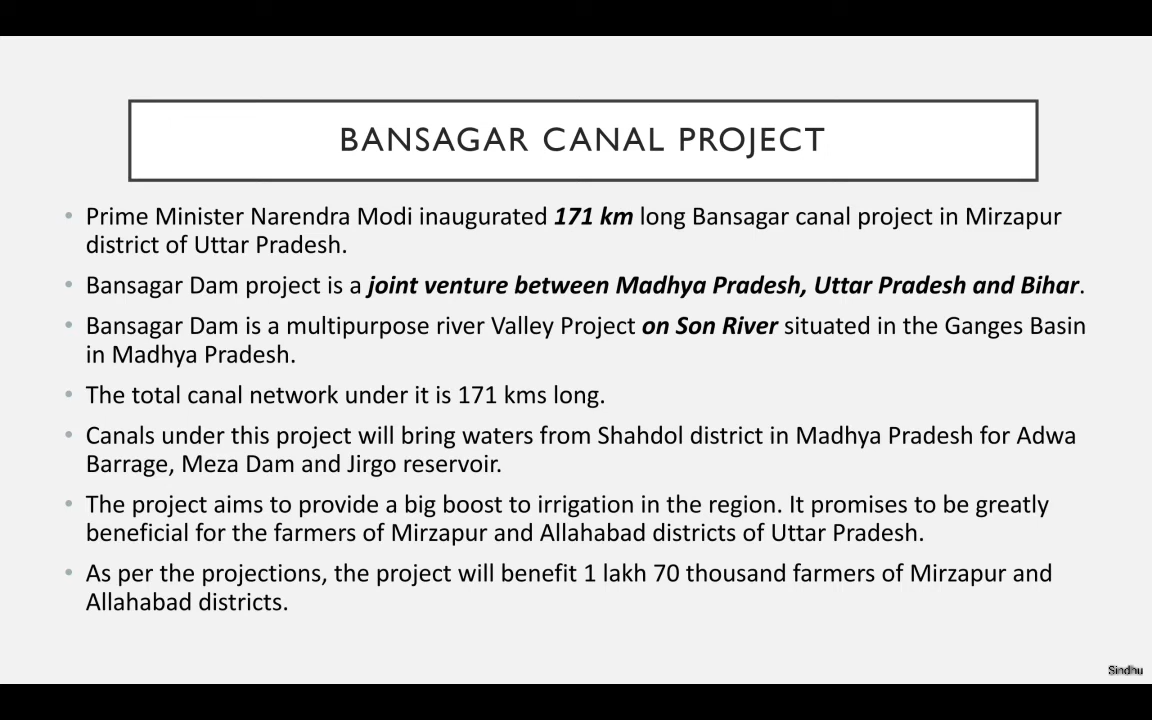 BANSAGAR CANAL PROJECT
• Prime Minister Narendra Modi inaugurated 171 km long Bansagar canal project in Mirzapur
district of Uttar Pradesh.
• Bansagar Dam project is a joint venture between Madhya Pradesh, Uttar Pradesh and Bihar.
• Bansagar Dam is a multipurpose river Valley Project on Son River situated in the Ganges Basin
in Madhya Pradesh.
• The total canal network under it is 171 kms long.
• Canals under this project will bring waters from Shahdol district in Madhya Pradesh for Adwa
Barrage, Meza Dam and Jirgo reservoir.
• The project aims to provide a big boost to irrigation in the region. It promises to be greatly
beneficial for the farmers of Mirzapur and Allahabad districts of Uttar Pradesh.
• As per the projections, the project will benefit 1 lakh 70 thousand farmers of Mirzapur and
Allahabad districts.
Sindhu